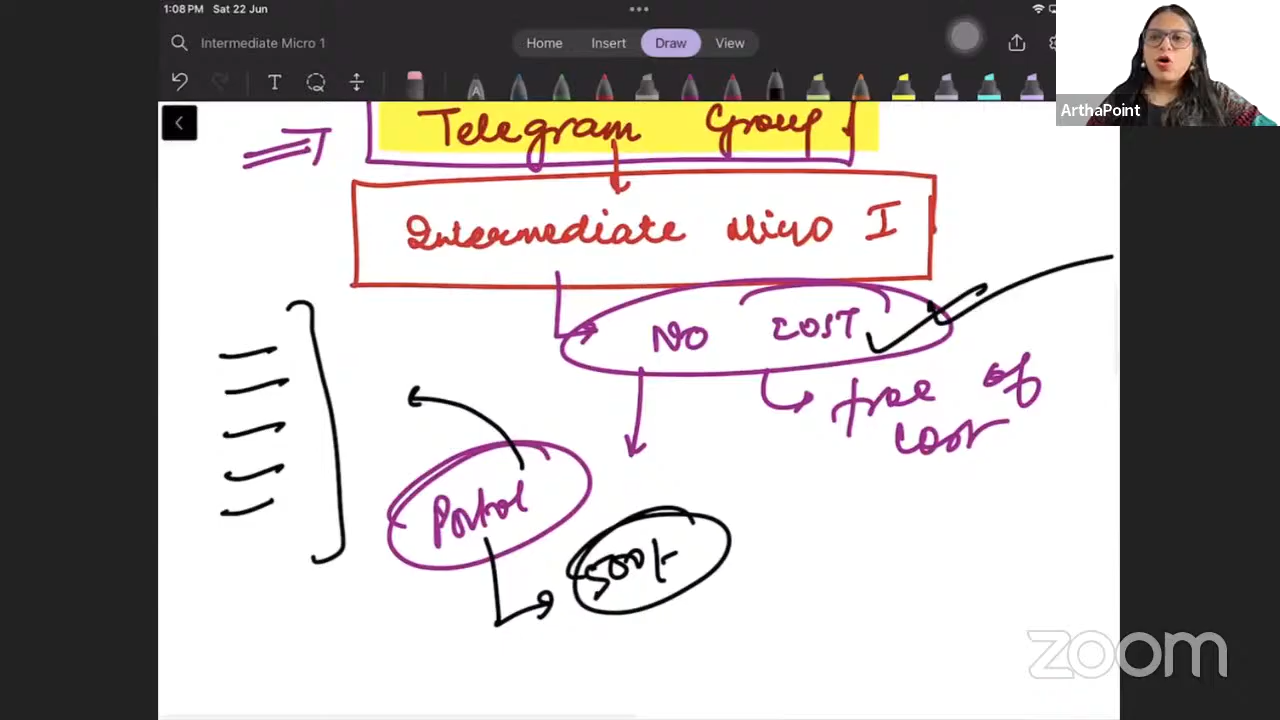 1:08 PM Sat 22 Jun
Intermediate Micro 1
Home Insert Draw View
T
A
ArthaPoint
Telegram Group
Intermediate Micro I
NO COST
free of
cost
Portal
500/-
zoom